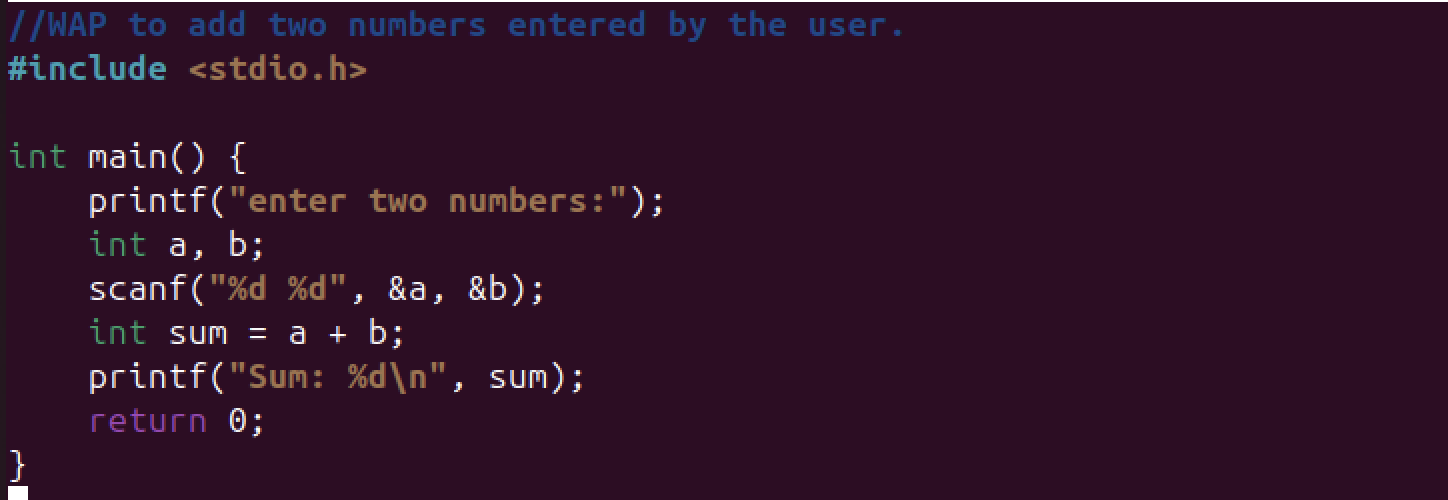 //WAP to add two numbers entered by the user.
#include <stdio.h>

int main() {
    printf("enter two numbers:");
    int a, b;
    scanf("%d %d", &a, &b);
    int sum = a + b;
    printf("Sum: %d\n", sum);
    return 0;
}